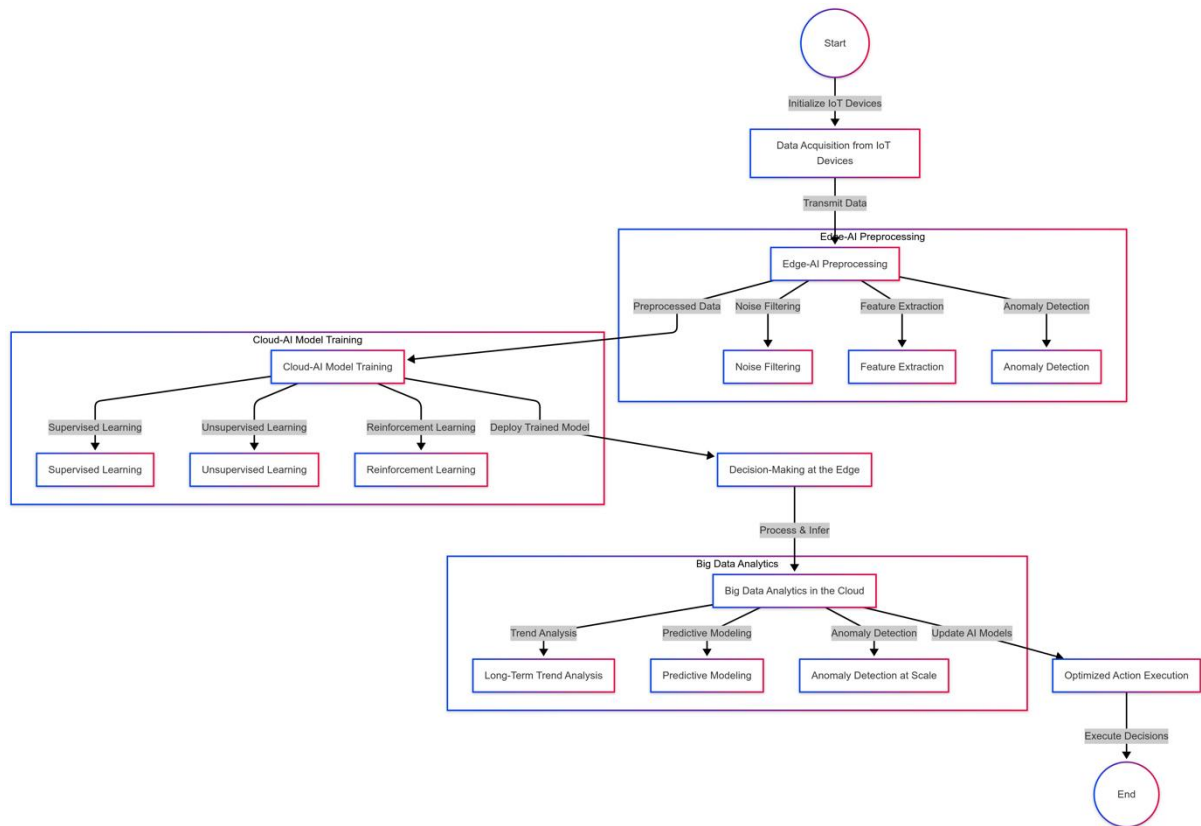 Start
Initialize IoT Devices
Data Acquisition from IoT
Devices
Transmit Data
Edge-AI Preprocessing
Edge-AI Preprocessing
Preprocessed Data
Noise Filtering
Feature Extraction
Anomaly Detection
Noise Filtering
Feature Extraction
Anomaly Detection
Cloud-AI Model Training
Cloud-AI Model Training
Supervised Learning
Unsupervised Learning
Reinforcement Learning
Deploy Trained Model
Supervised Learning
Unsupervised Learning
Reinforcement Learning
Decision-Making at the Edge
Process & Infer
Big Data Analytics
Big Data Analytics in the Cloud
Trend Analysis
Predictive Modeling
Anomaly Detection
Update AI Models
Long-Term Trend Analysis
Predictive Modeling
Anomaly Detection at Scale
Optimized Action Execution
Execute Decisions
End